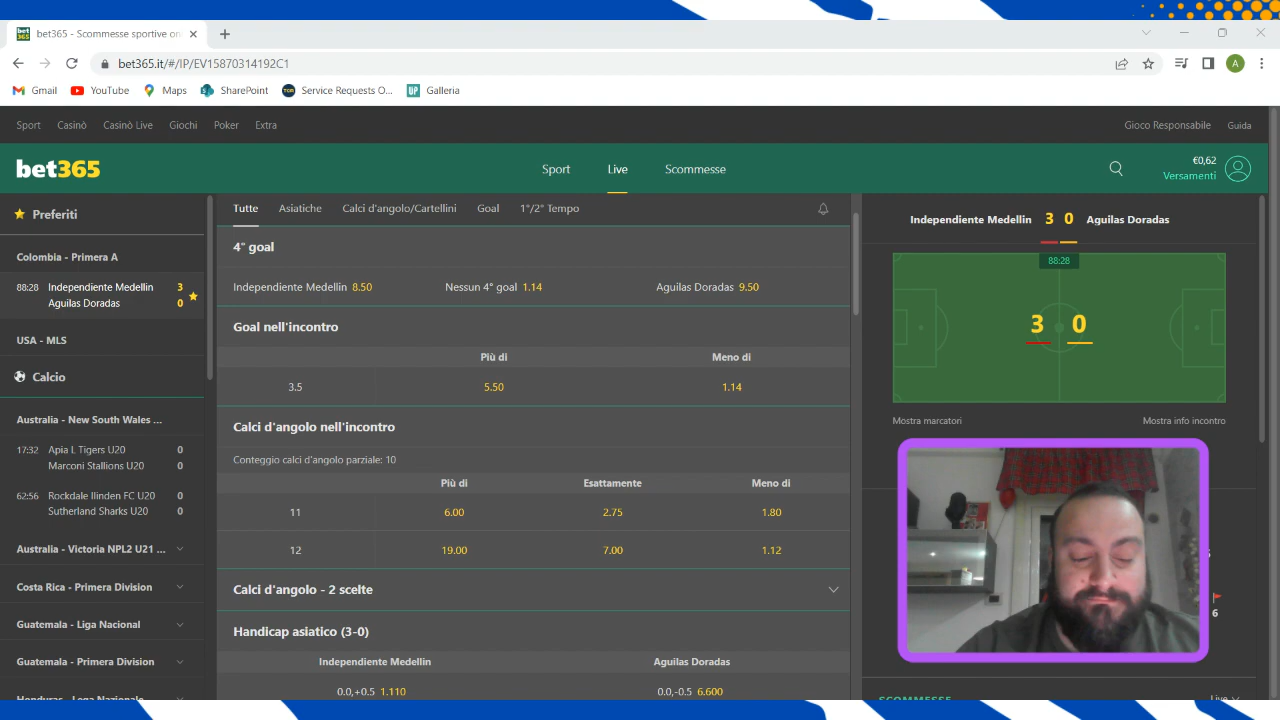 bet365 - Scommesse sportive on
bet365.it/#/IP/EV15870314192C1
A
Gmail
YouTube
Maps
SharePoint
Service Requests O...
Galleria
Sport
Casinò
Casinò Live
Giochi
Poker
Extra
Gioco Responsabile
Guida
bet365
Sport
Live
Scommesse
€0,62
Versamenti
Preferiti
Colombia - Primera A
88:28 Independiente Medellin 3
Aguilas Doradas 0
USA - MLS
Calcio
Australia - New South Wales ...
17:32 Apia L Tigers U20 0
Marconi Stallions U20 0
62:56 Rockdale Ilinden FC U20 0
Sutherland Sharks U20 0
Australia - Victoria NPL2 U21 ...
Costa Rica - Primera Division
Guatemala - Liga Nacional
Guatemala - Primera Division
Honduras - Lega Nazionale
Tutte
Asiatiche
Calci d'angolo/Cartellini
Goal
1°/2° Tempo
4° goal
Independiente Medellin 8.50
Nessun 4° goal 1.14
Aguilas Doradas 9.50
Goal nell'incontro
Più di Meno di
3.5 5.50 1.14
Calci d'angolo nell'incontro
Conteggio calci d'angolo parziale: 10
Più di Esattamente Meno di
11 6.00 2.75 1.80
12 19.00 7.00 1.12
Calci d'angolo - 2 scelte
Handicap asiatico (3-0)
Independiente Medellin Aguilas Doradas
0.0,+0.5 1.110 0.0,-0.5 6.600
Independiente Medellin 3 0 Aguilas Doradas
88:28
3 0
Mostra marcatori
Mostra info incontro
6
SCOMMESSE
Live